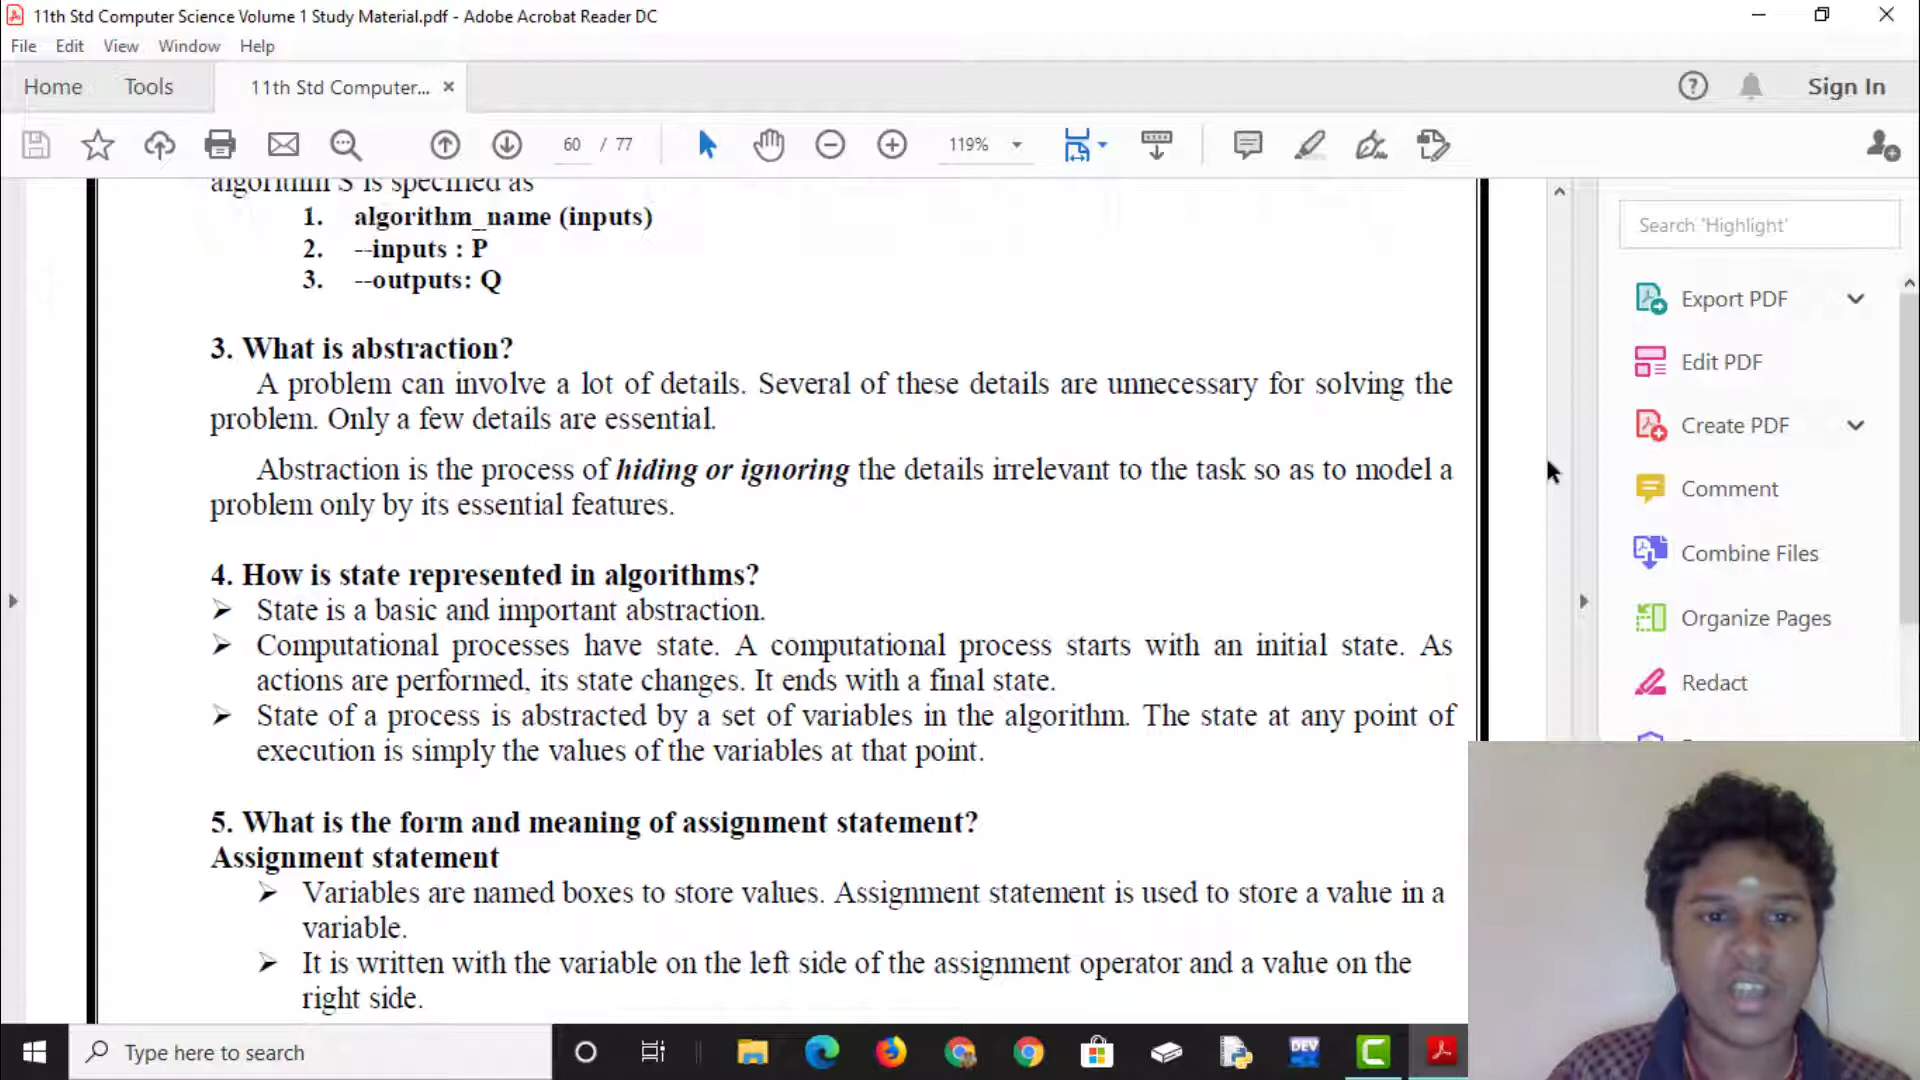 11th Std Computer Science Volume 1 Study Material.pdf - Adobe Acrobat Reader DC
File Edit View Window Help
Home Tools 11th Std Computer... × Sign In
60 / 77 119%
algorithm S is specified as
1. algorithm_name (inputs)
2. --inputs : P
3. --outputs: Q
3. What is abstraction?
A problem can involve a lot of details. Several of these details are unnecessary for solving the
problem. Only a few details are essential.
Abstraction is the process of hiding or ignoring the details irrelevant to the task so as to model a
problem only by its essential features.
4. How is state represented in algorithms?
➢ State is a basic and important abstraction.
➢ Computational processes have state. A computational process starts with an initial state. As
actions are performed, its state changes. It ends with a final state.
➢ State of a process is abstracted by a set of variables in the algorithm. The state at any point of
execution is simply the values of the variables at that point.
5. What is the form and meaning of assignment statement?
Assignment statement
➢ Variables are named boxes to store values. Assignment statement is used to store a value in a
variable.
➢ It is written with the variable on the left side of the assignment operator and a value on the
right side.
Search 'Highlight'
Export PDF
Edit PDF
Create PDF
Comment
Combine Files
Organize Pages
Redact
Type here to search
DEV